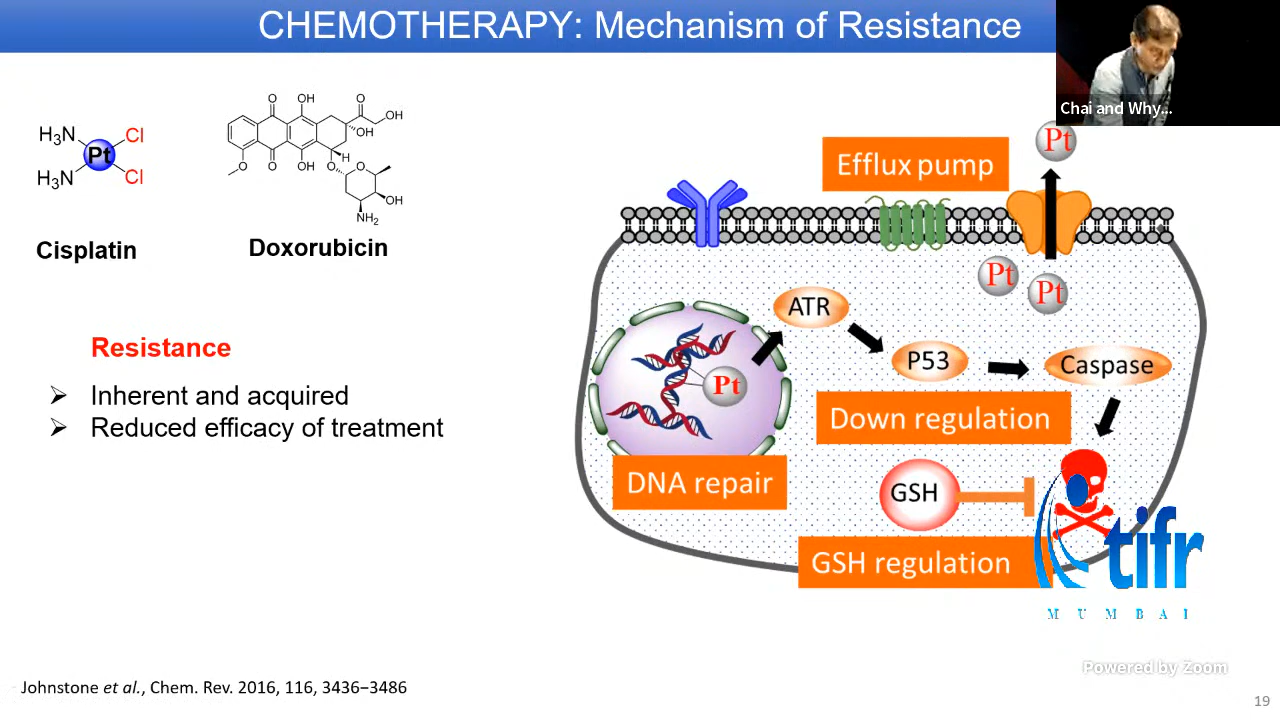 CHEMOTHERAPY: Mechanism of Resistance
Chai and Why...
H₃N
Cl
Pt
H₃N
Cl
Cisplatin
O
OH
O
OH
OH
O
O
OH
O
H
O
OH
NH₂
Doxorubicin
Resistance
➢ Inherent and acquired
➢ Reduced efficacy of treatment
Efflux pump
Pt
Pt
Pt
ATR
P53
Caspase
Pt
Down regulation
DNA repair
GSH
GSH regulation
tifr
MUMBAI
Powered by Zoom
Johnstone et al., Chem. Rev. 2016, 116, 3436−3486
19